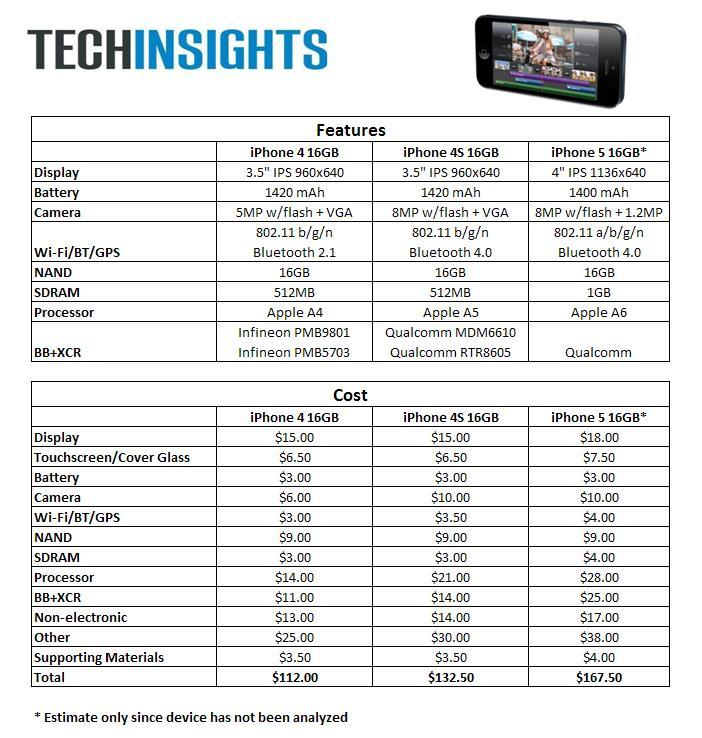 TECHINSIGHTS
Features
iPhone 4 16GB iPhone 4S 16GB iPhone 5 16GB*
Display 3.5" IPS 960x640 3.5" IPS 960x640 4" IPS 1136x640
Battery 1420 mAh 1420 mAh 1400 mAh
Camera 5MP w/flash + VGA 8MP w/flash + VGA 8MP w/flash + 1.2MP
802.11 b/g/n 802.11 b/g/n 802.11 a/b/g/n
Wi-Fi/BT/GPS Bluetooth 2.1 Bluetooth 4.0 Bluetooth 4.0
NAND 16GB 16GB 16GB
SDRAM 512MB 512MB 1GB
Processor Apple A4 Apple A5 Apple A6
Infineon PMB9801 Qualcomm MDM6610
BB+XCR Infineon PMB5703 Qualcomm RTR8605 Qualcomm
Cost
iPhone 4 16GB iPhone 4S 16GB iPhone 5 16GB*
Display $15.00 $15.00 $18.00
Touchscreen/Cover Glass $6.50 $6.50 $7.50
Battery $3.00 $3.00 $3.00
Camera $6.00 $10.00 $10.00
Wi-Fi/BT/GPS $3.00 $3.50 $4.00
NAND $9.00 $9.00 $9.00
SDRAM $3.00 $3.00 $4.00
Processor $14.00 $21.00 $28.00
BB+XCR $11.00 $14.00 $25.00
Non-electronic $13.00 $14.00 $17.00
Other $25.00 $30.00 $38.00
Supporting Materials $3.50 $3.50 $4.00
Total $112.00 $132.50 $167.50
* Estimate only since device has not been analyzed